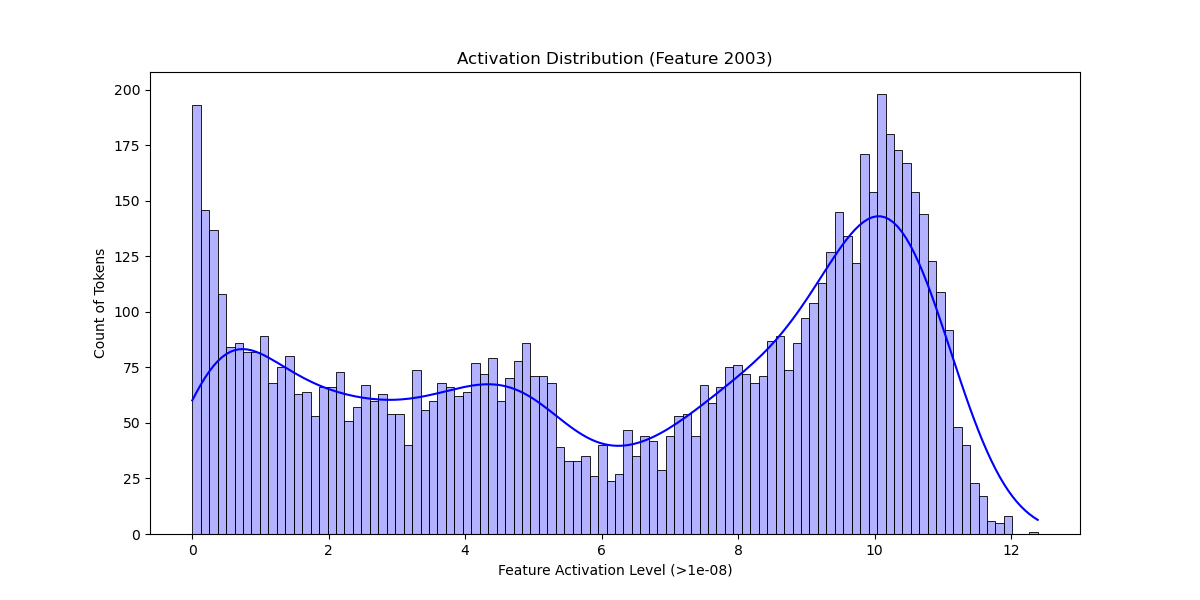 Activation Distribution (Feature 2003)
200
175
150
125
100
75
50
25
0
Count of Tokens
0 2 4 6 8 10 12
Feature Activation Level (>1e-08)